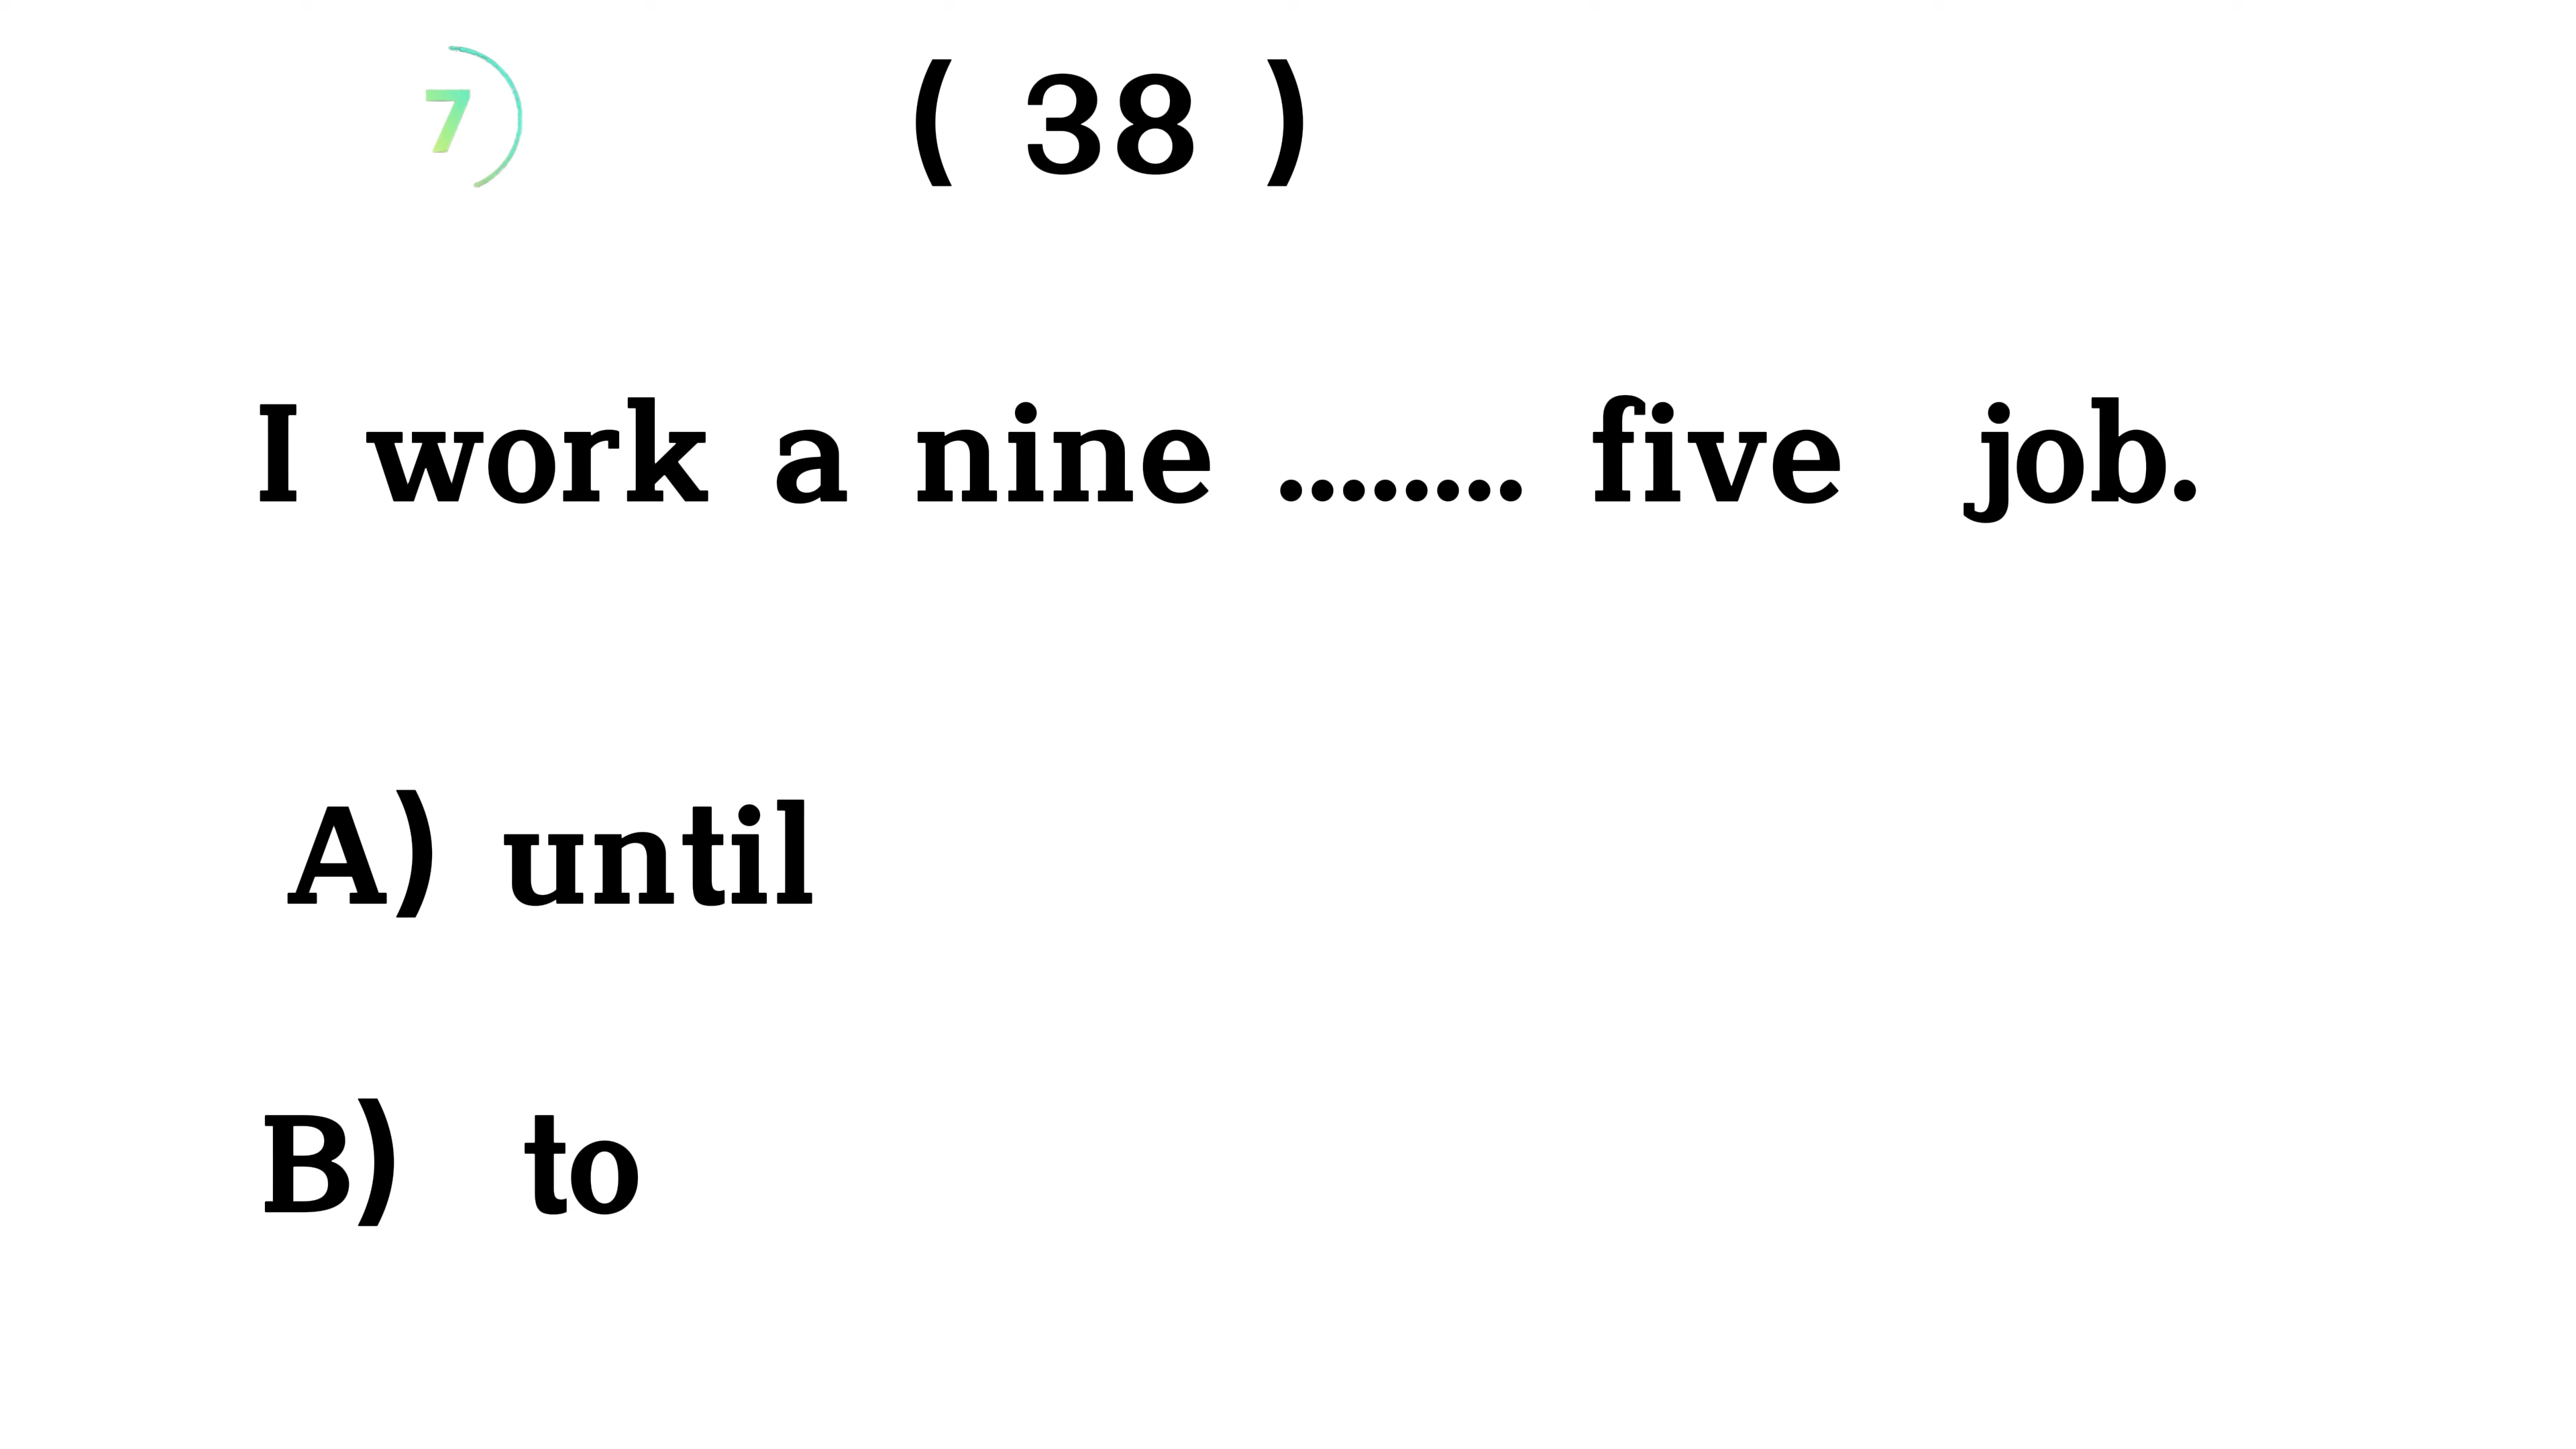 7 ( 38 )
I work a nine ........ five job.
A) until
B) to